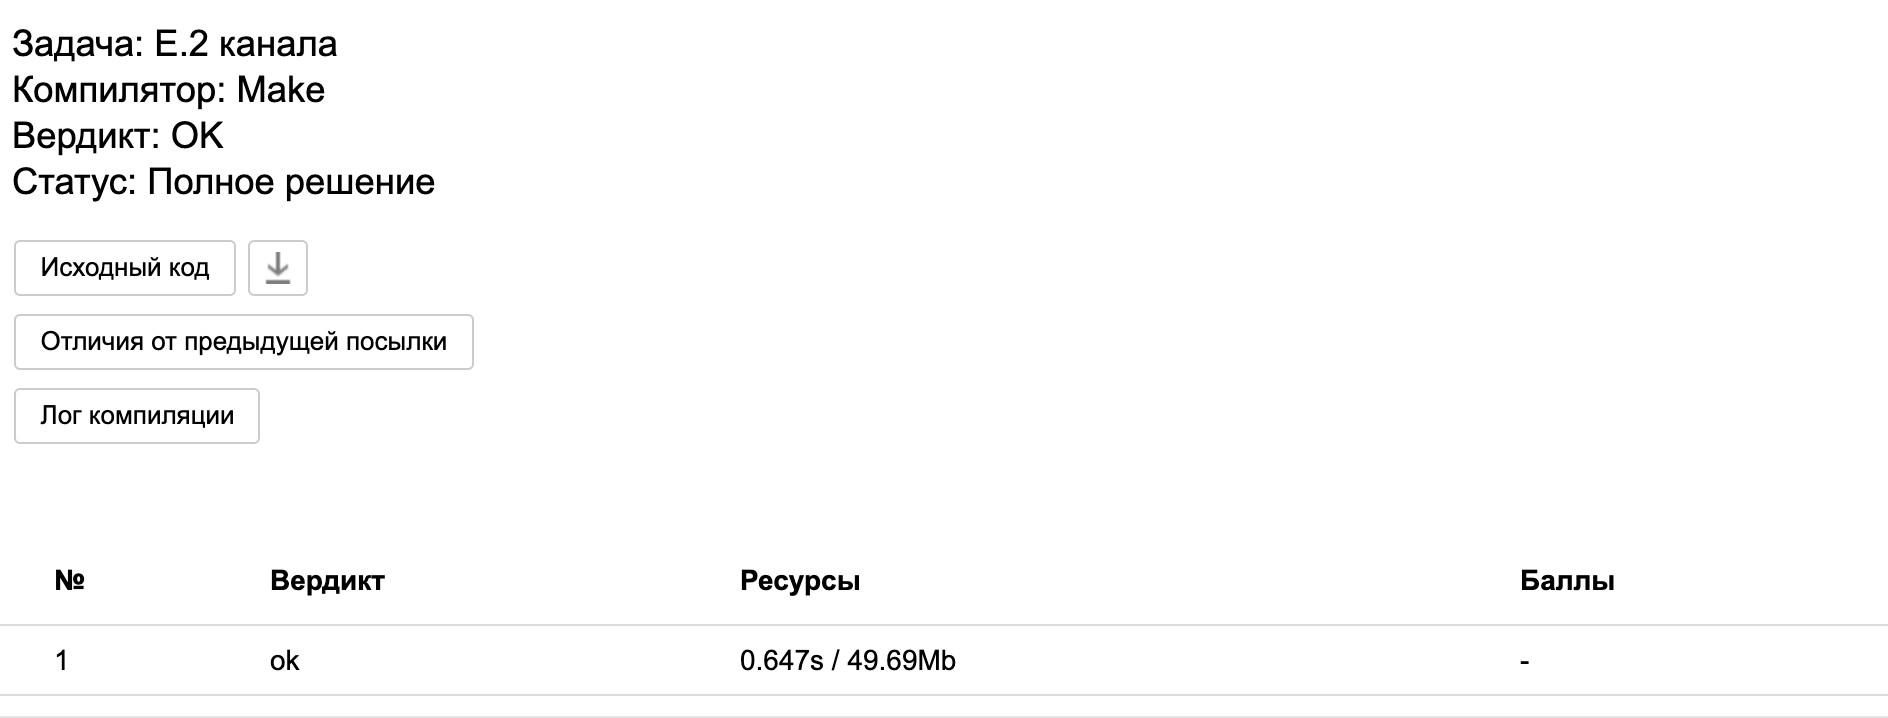 Задача: E.2 канала
Компилятор: Make
Вердикт: OK
Статус: Полное решение
Исходный код
Отличия от предыдущей посылки
Лог компиляции
№ Вердикт Ресурсы Баллы
1 ok 0.647s / 49.69Mb -